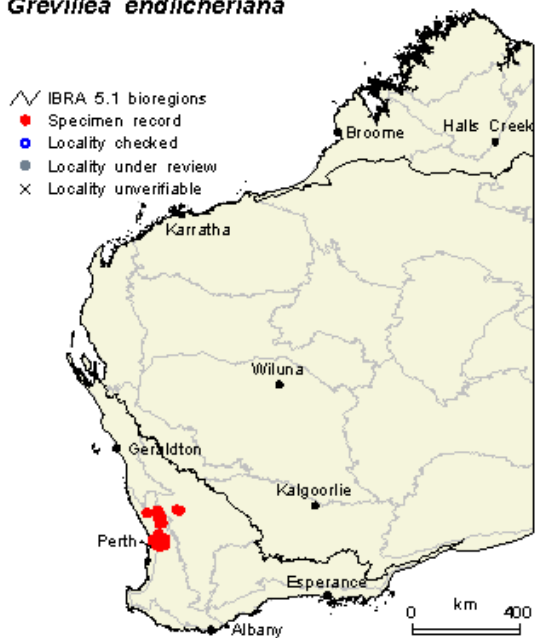 Grevillea endlicheriana
IBRA 5.1 bioregions
Specimen record
Locality checked
Locality under review
Locality unverifiable
Broome
Halls Creek
Karratha
Wiluna
Geraldton
Kalgoorlie
Perth
Esperance
Albany
km
0 400